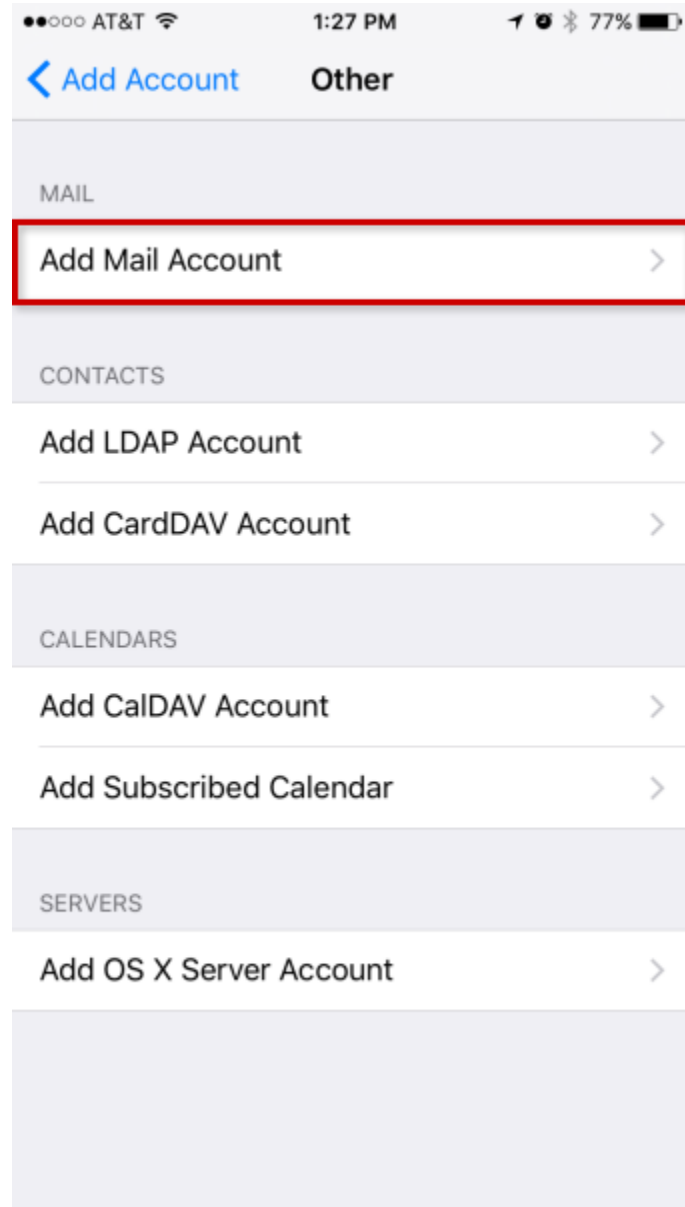 AT&T 1:27 PM 77%
Add Account Other
MAIL
Add Mail Account
CONTACTS
Add LDAP Account
Add CardDAV Account
CALENDARS
Add CalDAV Account
Add Subscribed Calendar
SERVERS
Add OS X Server Account